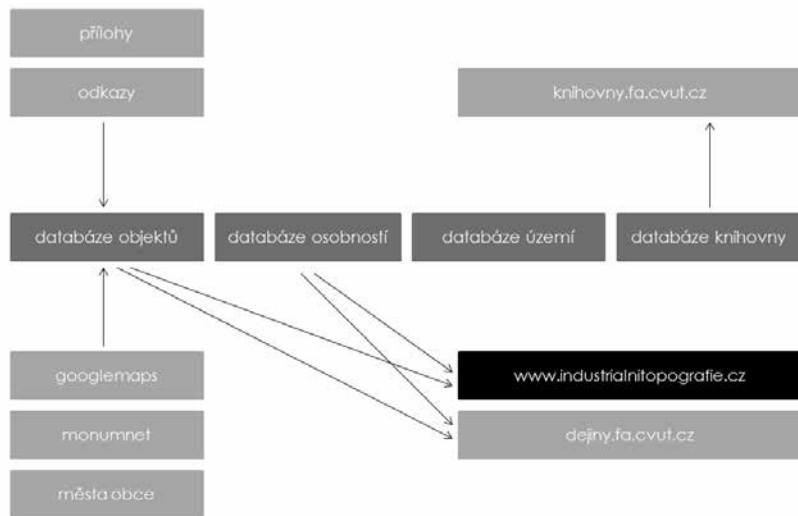 přílohy
odkazy
knihovny.fa.cvut.cz
databáze objektů
databáze osobností
databáze území
databáze knihovny
googlemaps
www.industrialnitopografie.cz
monumnet
dejiny.fa.cvut.cz
města obce